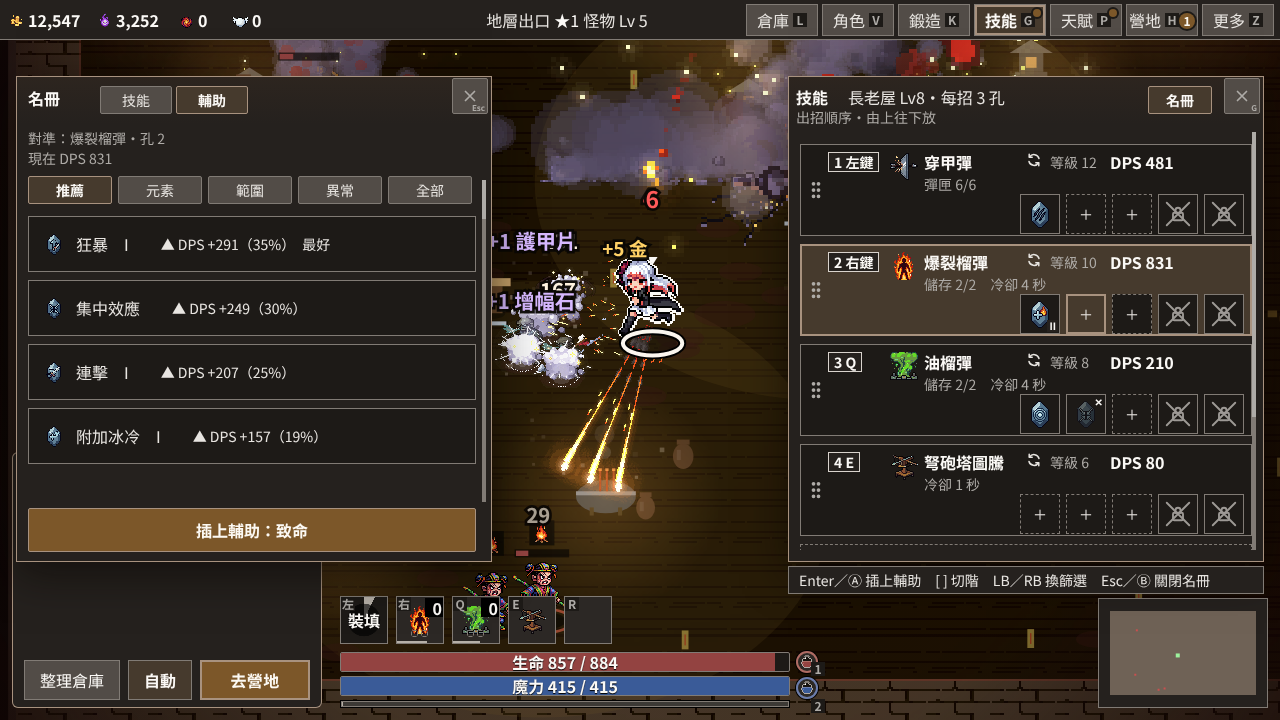 12,547 3,252 0 0
地層出口 ★1 怪物 Lv 5
倉庫 L 角色 V 鍛造 K 技能 G 天賦 P 營地 H 1 更多 Z
名冊 技能 輔助 Esc
對準：爆裂榴彈・孔 2
現在 DPS 831
推薦 元素 範圍 異常 全部
狂暴 I ▲ DPS +291（35%） 最好
集中效應 ▲ DPS +249（30%）
連擊 I ▲ DPS +207（25%）
附加冰冷 I ▲ DPS +157（19%）
插上輔助：致命
整理倉庫 自動 去營地
6
+1 護甲片
+5 金
167
+1 增幅石
29
技能 長老屋 Lv8・每招 3 孔 名冊 G
出招順序・由上往下放
1 左鍵 穿甲彈 等級 12 DPS 481
彈匣 6/6
+ +
2 右鍵 爆裂榴彈 等級 10 DPS 831
儲存 2/2 冷卻 4 秒
II + +
3 Q 油榴彈 等級 8 DPS 210
儲存 2/2 冷卻 4 秒
× +
4 E 弩砲塔圖騰 等級 6 DPS 80
冷卻 1 秒
+ + +
Enter／Ⓐ 插上輔助 [ ] 切階 LB／RB 換篩選 Esc／Ⓑ 關閉名冊
左 裝填 右 0 Q 0 E R
生命 857 / 884 1
魔力 415 / 415 2